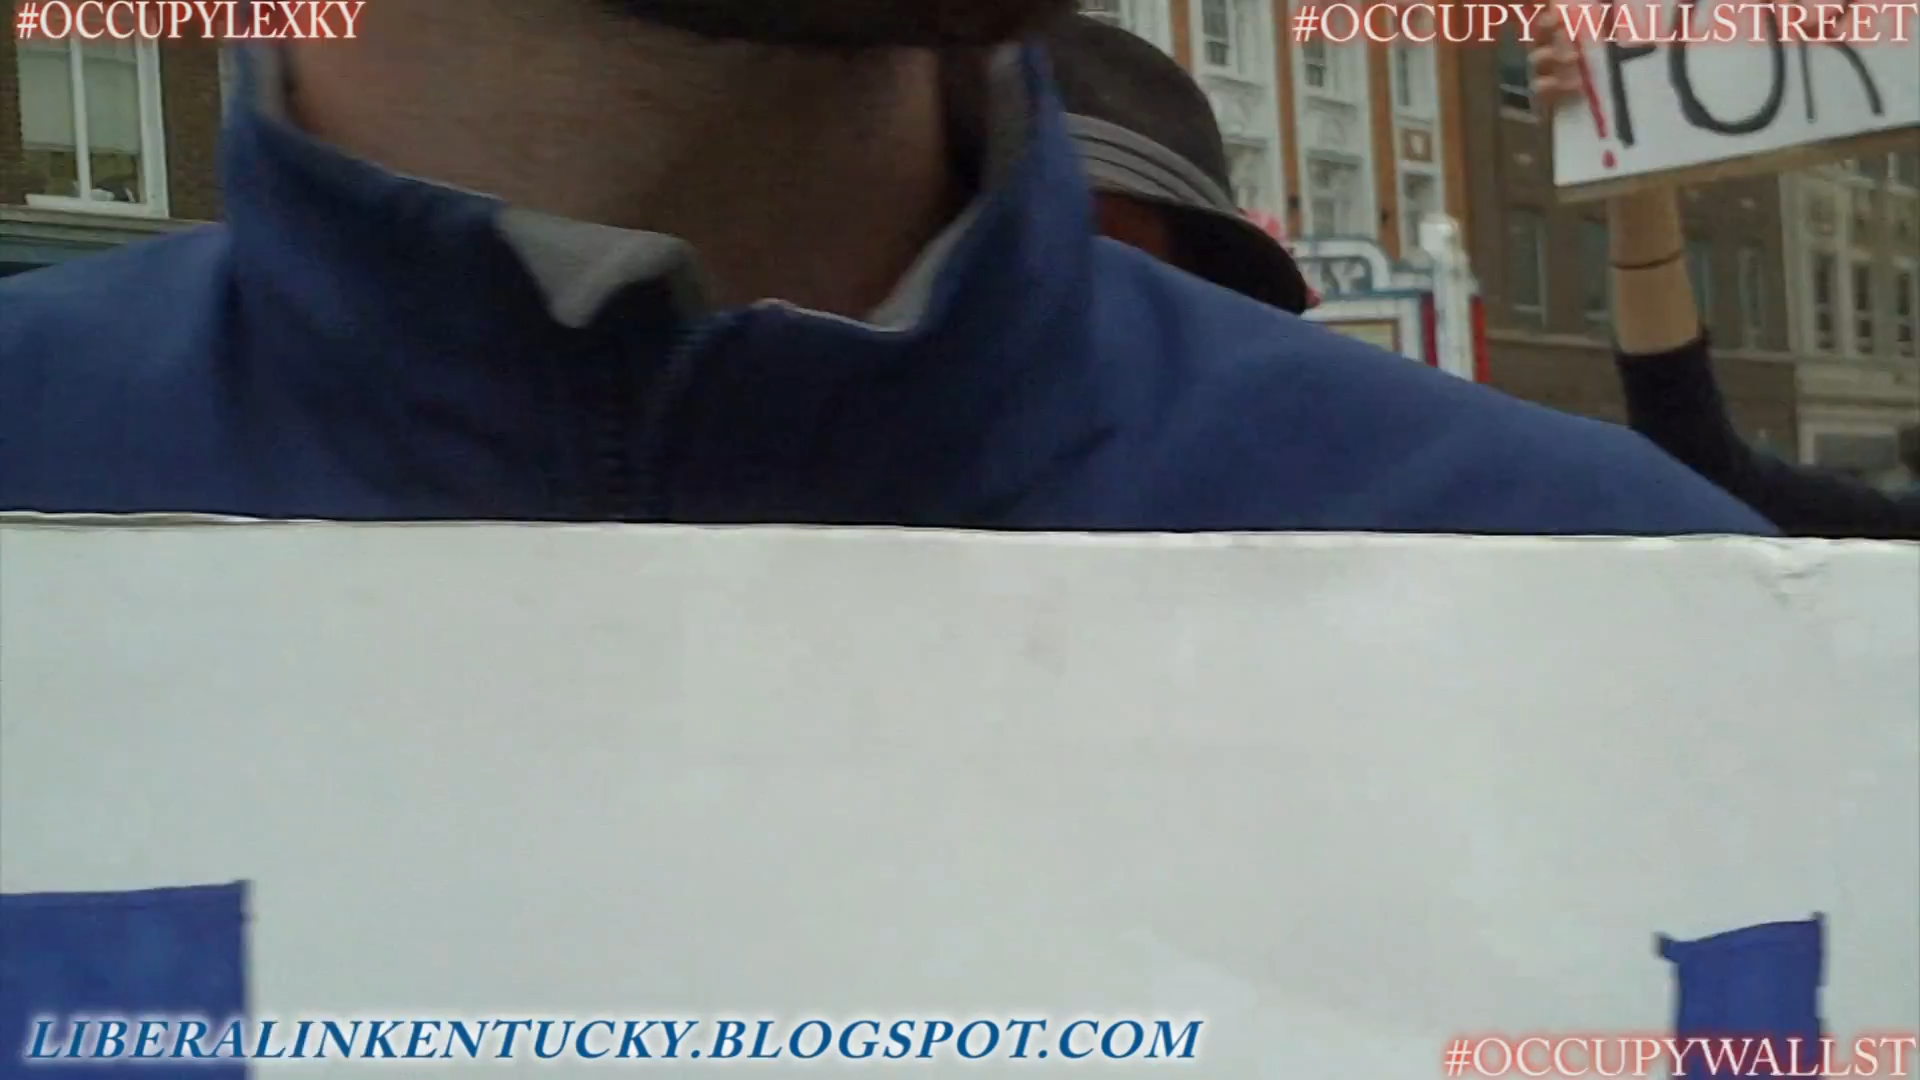 #OCCUPYLEXKY
#OCCUPY WALLSTREET
! FOR
LIBERALINKENTUCKY.BLOGSPOT.COM
#OCCUPYWALLST